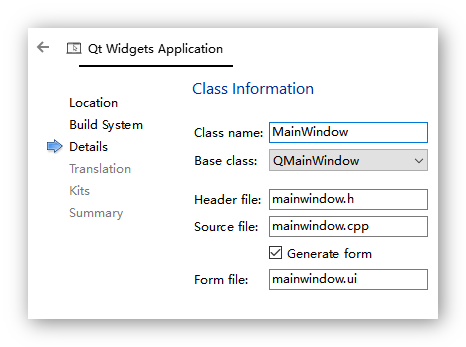 Qt Widgets Application
Location
Build System
Details
Translation
Kits
Summary
Class Information
Class name: MainWindow
Base class: QMainWindow
Header file: mainwindow.h
Source file: mainwindow.cpp
Generate form
Form file: mainwindow.ui